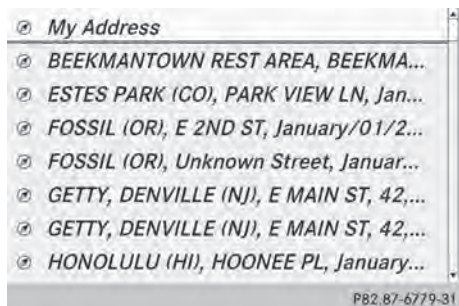 My Address
BEEKMANTOWN REST AREA, BEEKMA...
ESTES PARK (CO), PARK VIEW LN, Jan...
FOSSIL (OR), E 2ND ST, January/01/2...
FOSSIL (OR), Unknown Street, Januar...
GETTY, DENVILLE (NJ), E MAIN ST, 42,...
GETTY, DENVILLE (NJ), E MAIN ST, 42,...
HONOLULU (HI), HOONEE PL, January...
P82.87-6779-31